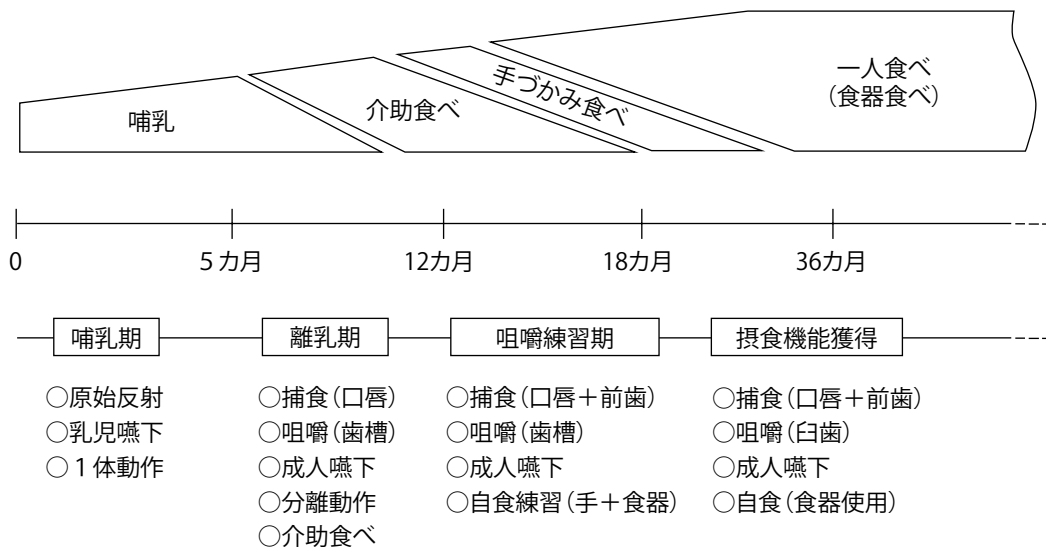 哺乳
介助食べ
手づかみ食べ
一人食べ
(食器食べ)
0
5カ月
12カ月
18カ月
36カ月
哺乳期
離乳期
咀嚼練習期
摂食機能獲得
○原始反射
○乳児嚥下
○1体動作
○捕食(口唇)
○咀嚼(歯槽)
○成人嚥下
○分離動作
○介助食べ
○捕食(口唇+前歯)
○咀嚼(歯槽)
○成人嚥下
○自食練習(手+食器)
○捕食(口唇+前歯)
○咀嚼(臼歯)
○成人嚥下
○自食(食器使用)